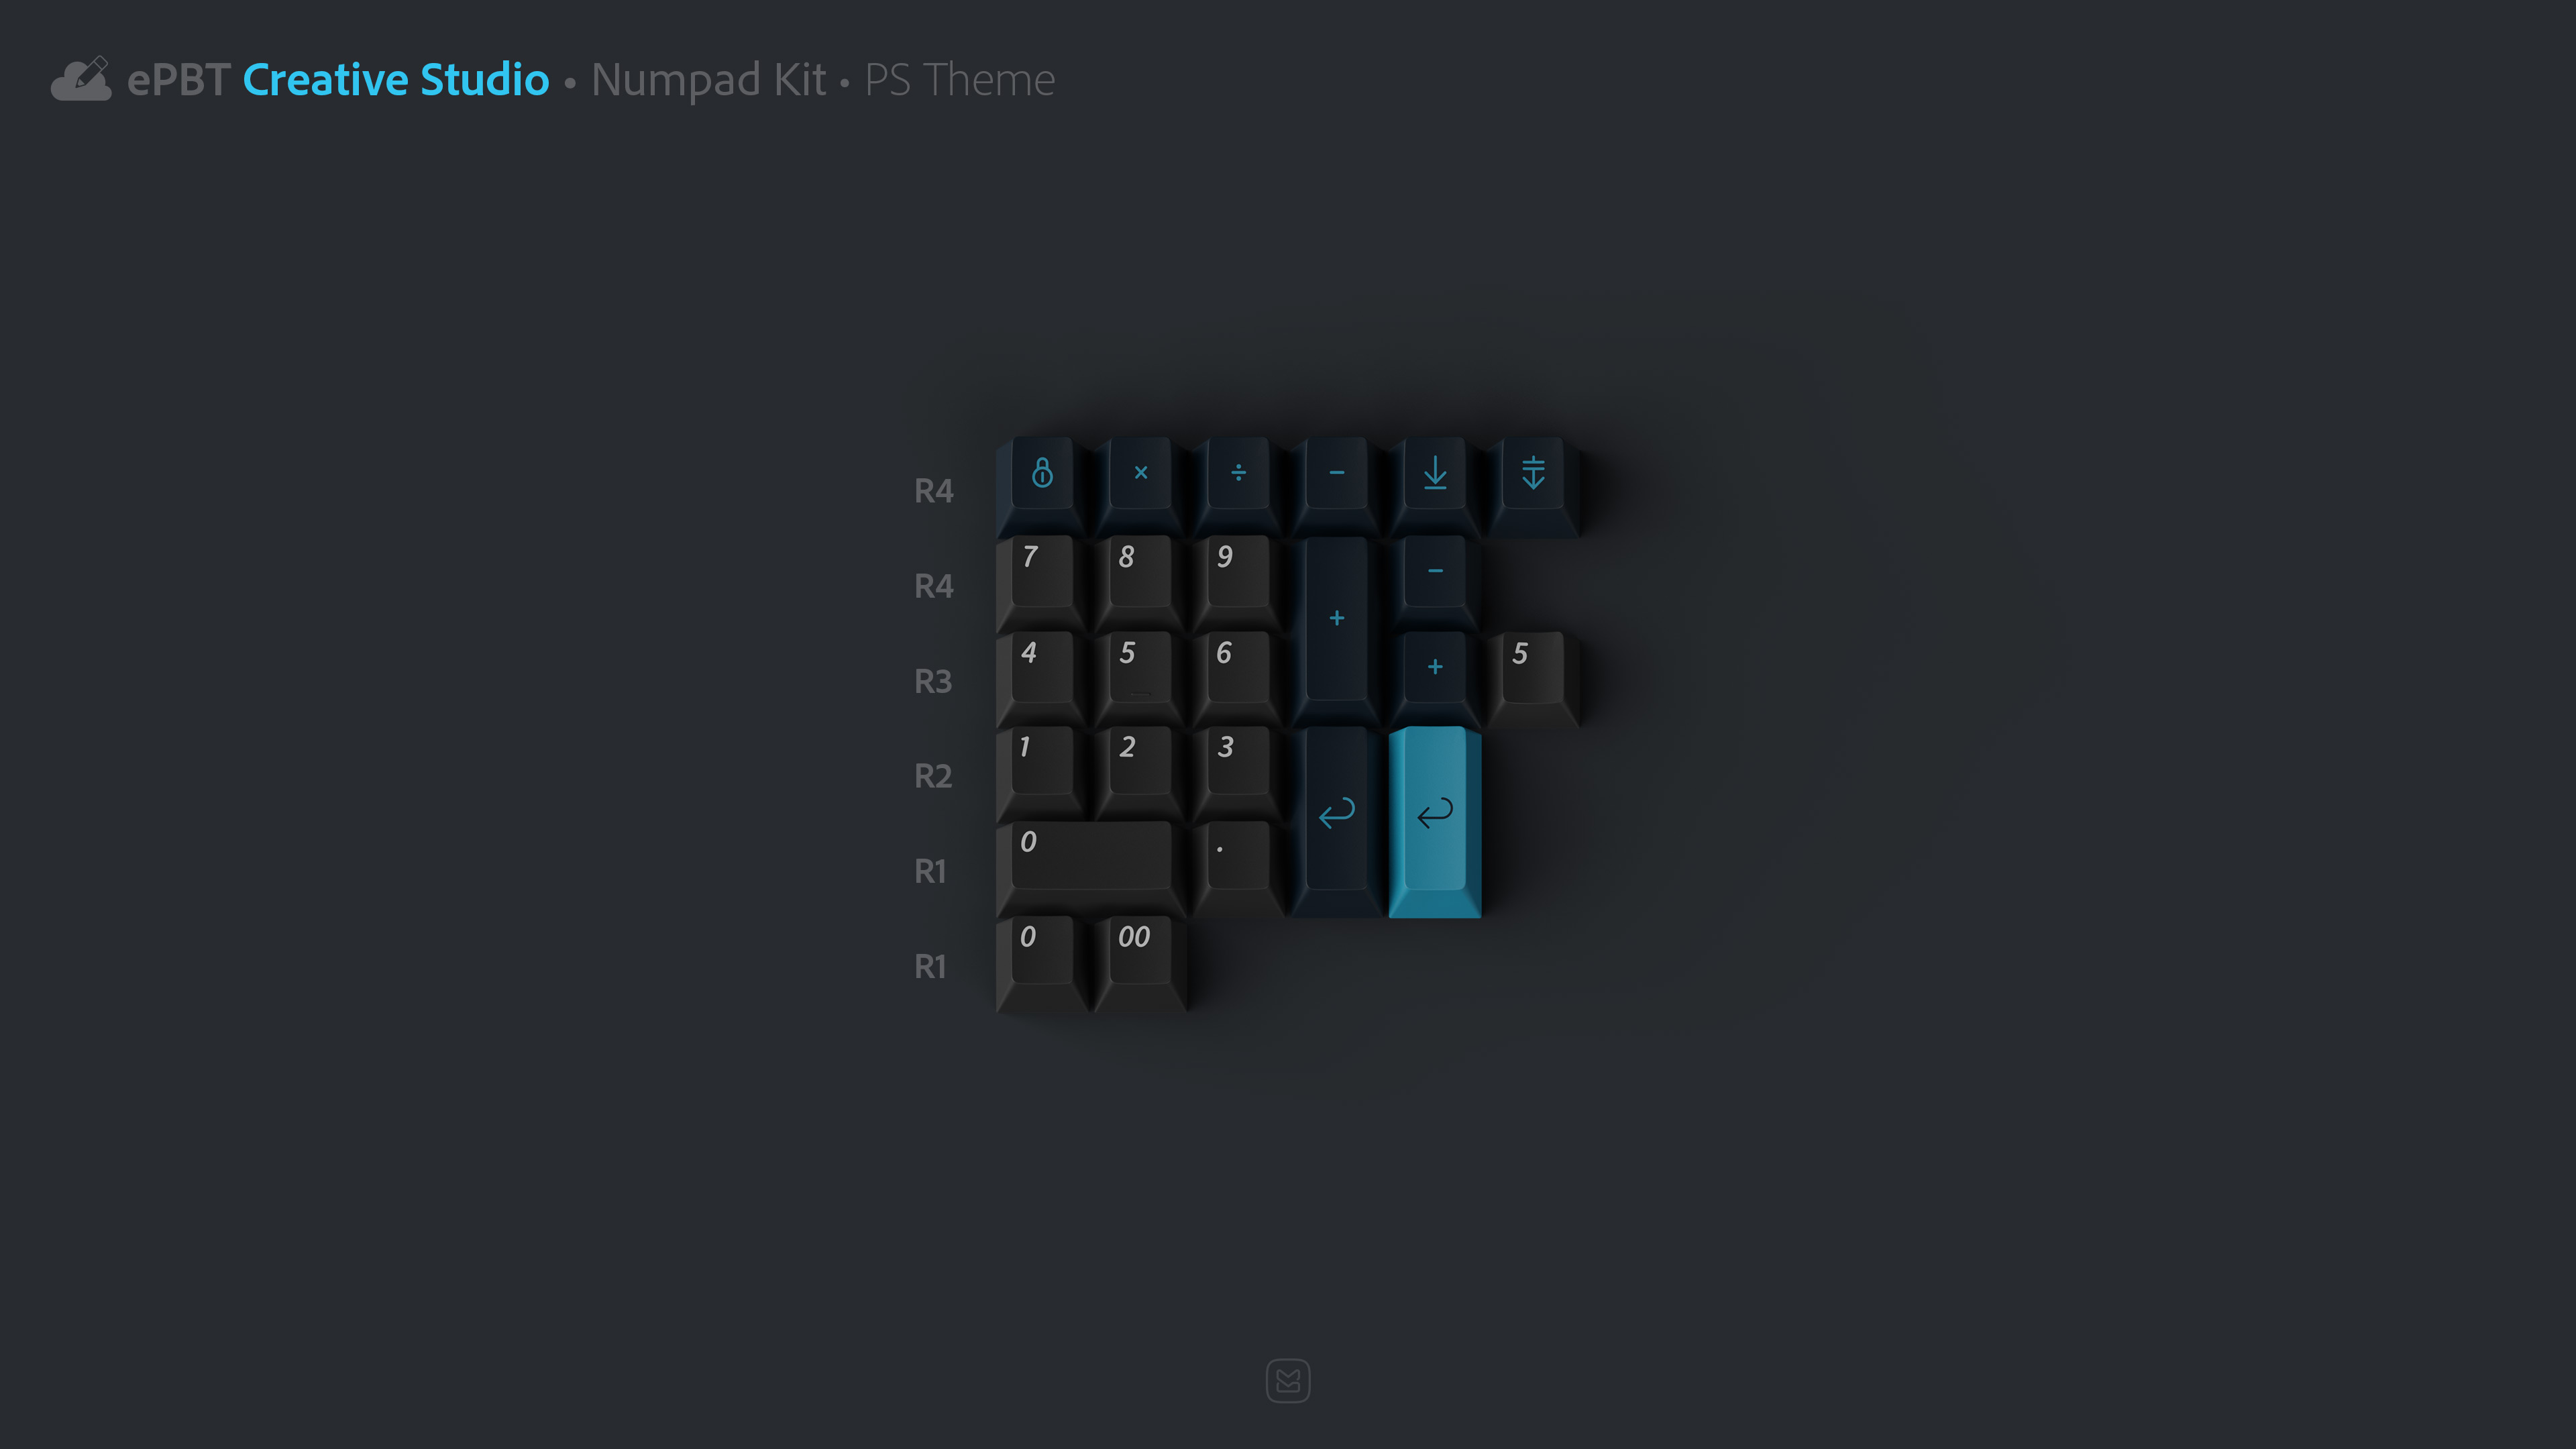 ePBT Creative Studio • Numpad Kit • PS Theme
R4 × ÷ −
R4 7 8 9 + −
R3 4 5 6 + 5
R2 1 2 3
R1 0 .
R1 0 00